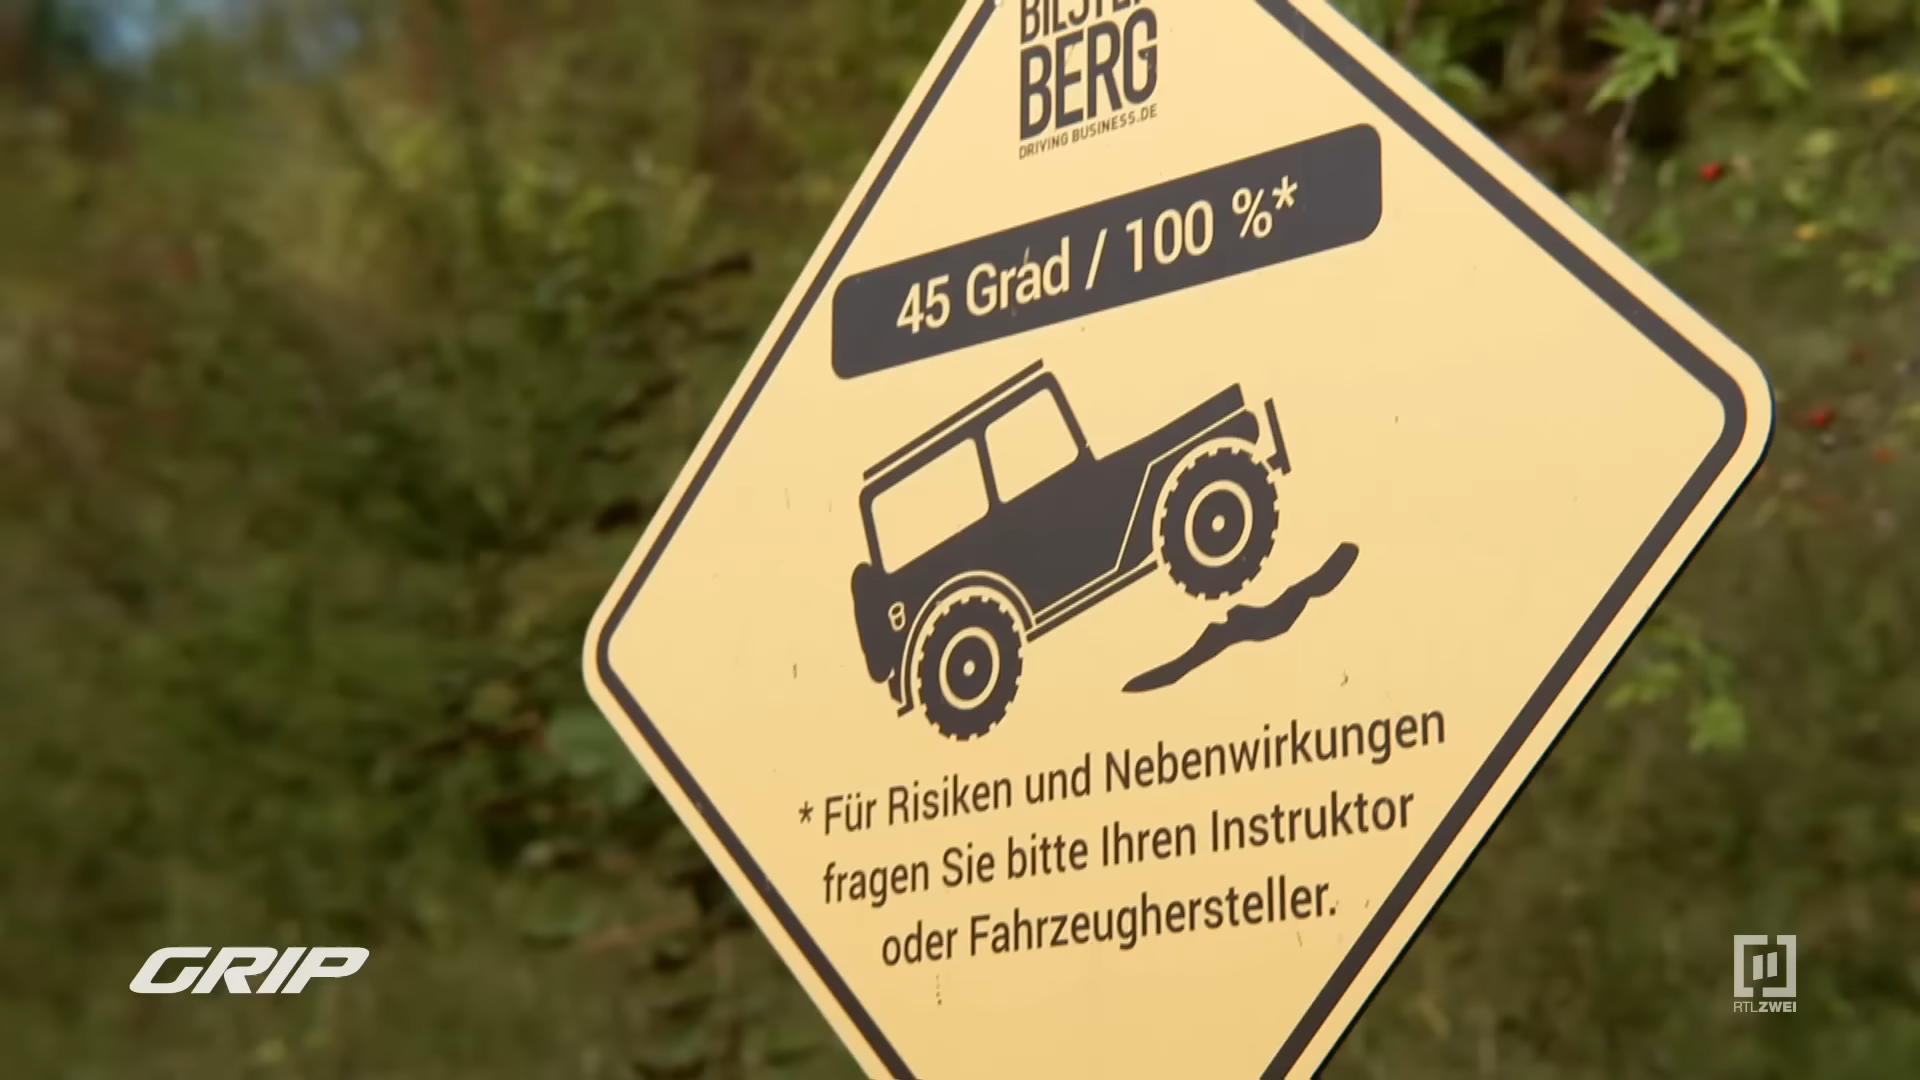 BERG
DRIVING BUSINESS.DE
45 Grad / 100 %*
* Für Risiken und Nebenwirkungen
fragen Sie bitte Ihren Instruktor
oder Fahrzeughersteller.
GRIP
RTLZWEI